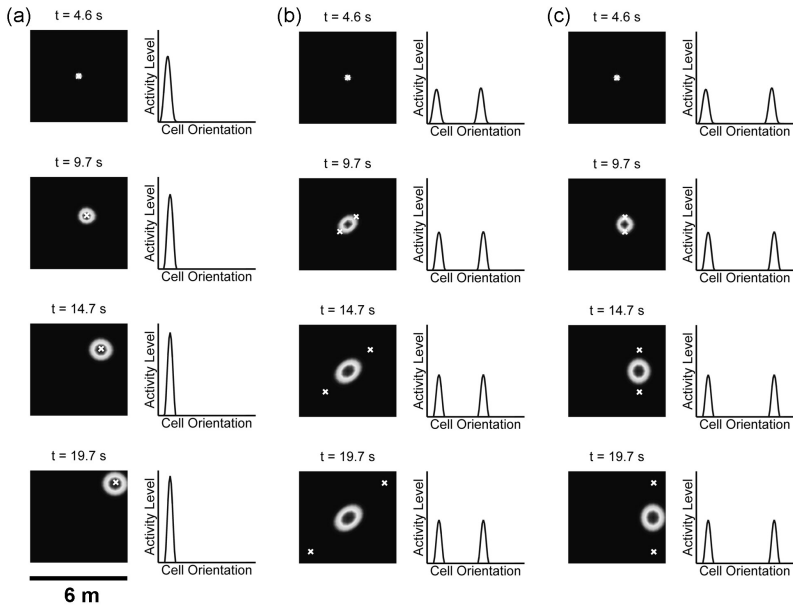 (a)
t = 4.6 s
Activity Level
Cell Orientation
t = 9.7 s
Activity Level
Cell Orientation
t = 14.7 s
Activity Level
Cell Orientation
t = 19.7 s
Activity Level
Cell Orientation
6 m
(b)
t = 4.6 s
Activity Level
Cell Orientation
t = 9.7 s
Activity Level
Cell Orientation
t = 14.7 s
Activity Level
Cell Orientation
t = 19.7 s
Activity Level
Cell Orientation
(c)
t = 4.6 s
Activity Level
Cell Orientation
t = 9.7 s
Activity Level
Cell Orientation
t = 14.7 s
Activity Level
Cell Orientation
t = 19.7 s
Activity Level
Cell Orientation